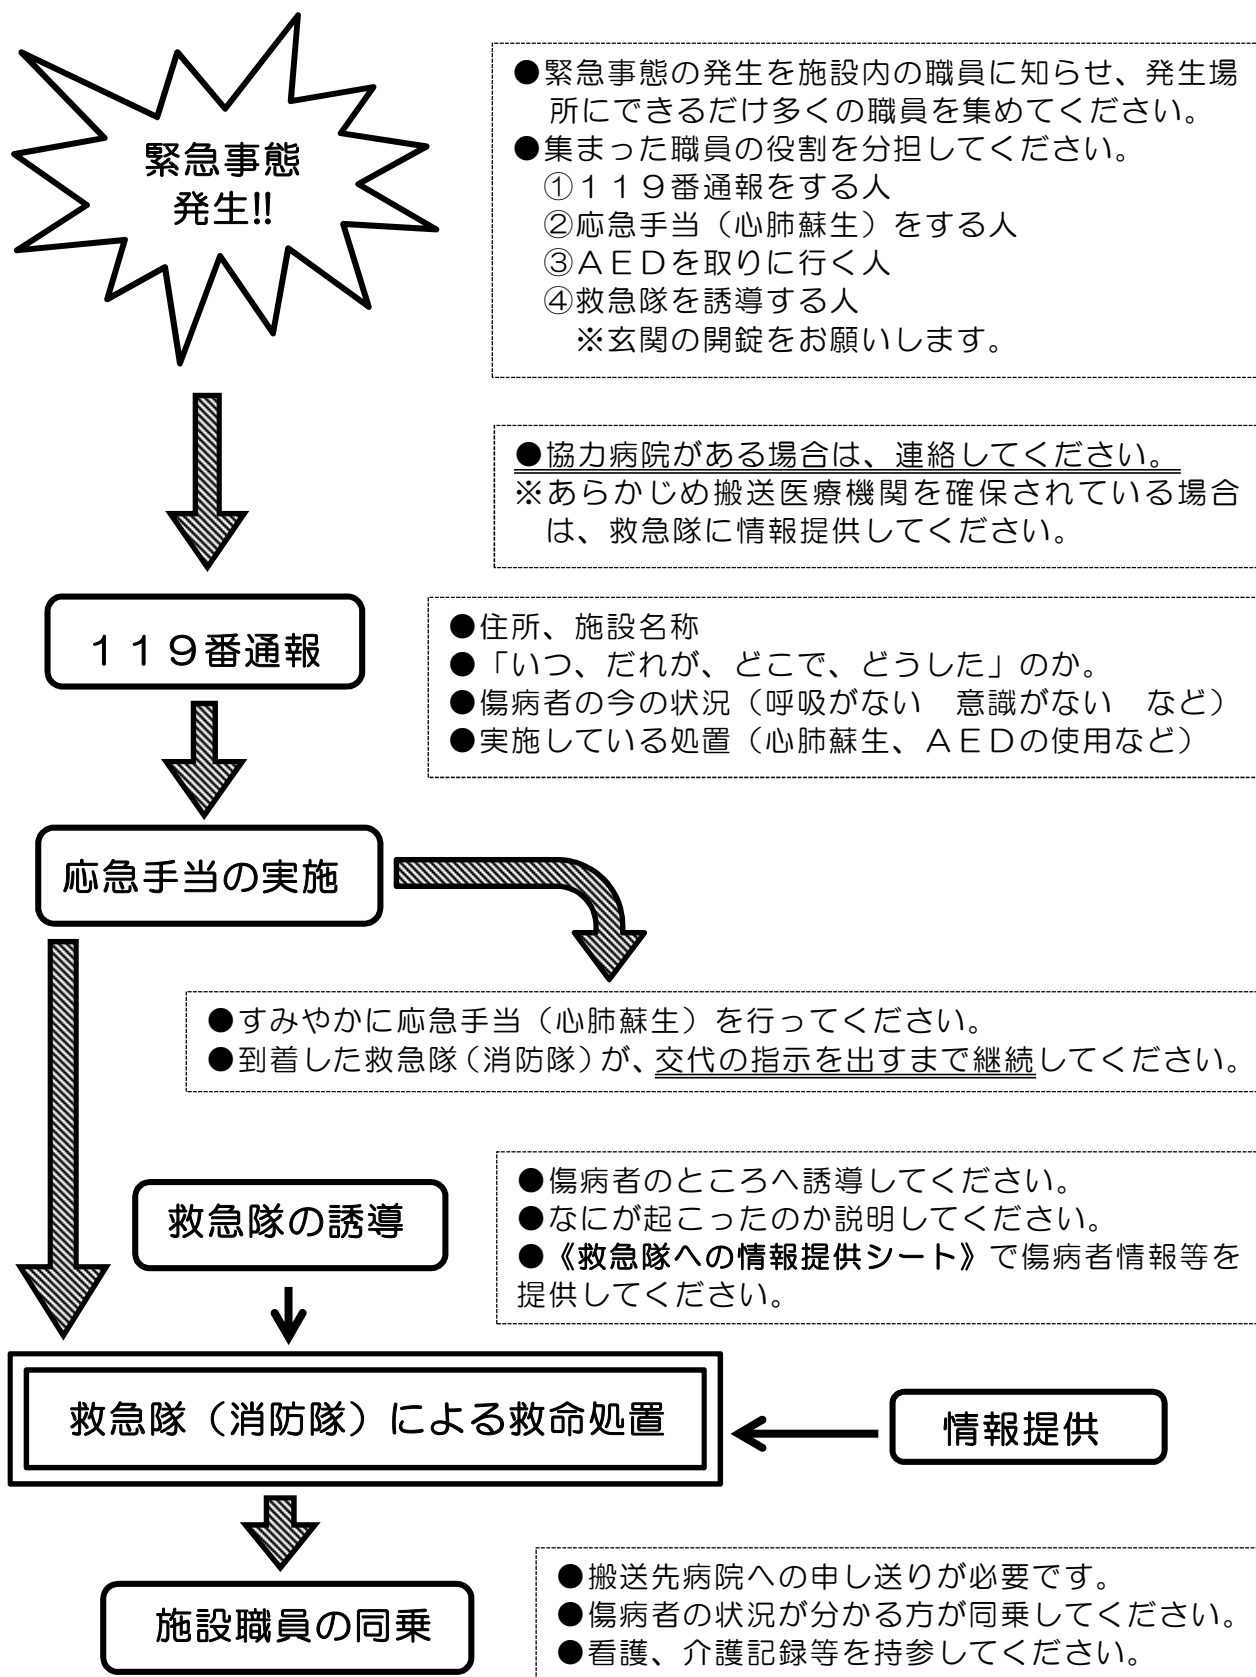 緊急事態
発生!!
●緊急事態の発生を施設内の職員に知らせ、発生場
所にできるだけ多くの職員を集めてください。
●集まった職員の役割を分担してください。
①１１９番通報をする人
②応急手当（心肺蘇生）をする人
③ＡＥＤを取りに行く人
④救急隊を誘導する人
※玄関の開錠をお願いします。
●協力病院がある場合は、連絡してください。
※あらかじめ搬送医療機関を確保されている場合
は、救急隊に情報提供してください。
１１９番通報
●住所、施設名称
●「いつ、だれが、どこで、どうした」のか。
●傷病者の今の状況（呼吸がない　意識がない　など）
●実施している処置（心肺蘇生、ＡＥＤの使用など）
応急手当の実施
●すみやかに応急手当（心肺蘇生）を行ってください。
●到着した救急隊（消防隊）が、交代の指示を出すまで継続してください。
救急隊の誘導
●傷病者のところへ誘導してください。
●なにが起こったのか説明してください。
●《救急隊への情報提供シート》で傷病者情報等を
提供してください。
救急隊（消防隊）による救命処置
情報提供
施設職員の同乗
●搬送先病院への申し送りが必要です。
●傷病者の状況が分かる方が同乗してください。
●看護、介護記録等を持参してください。